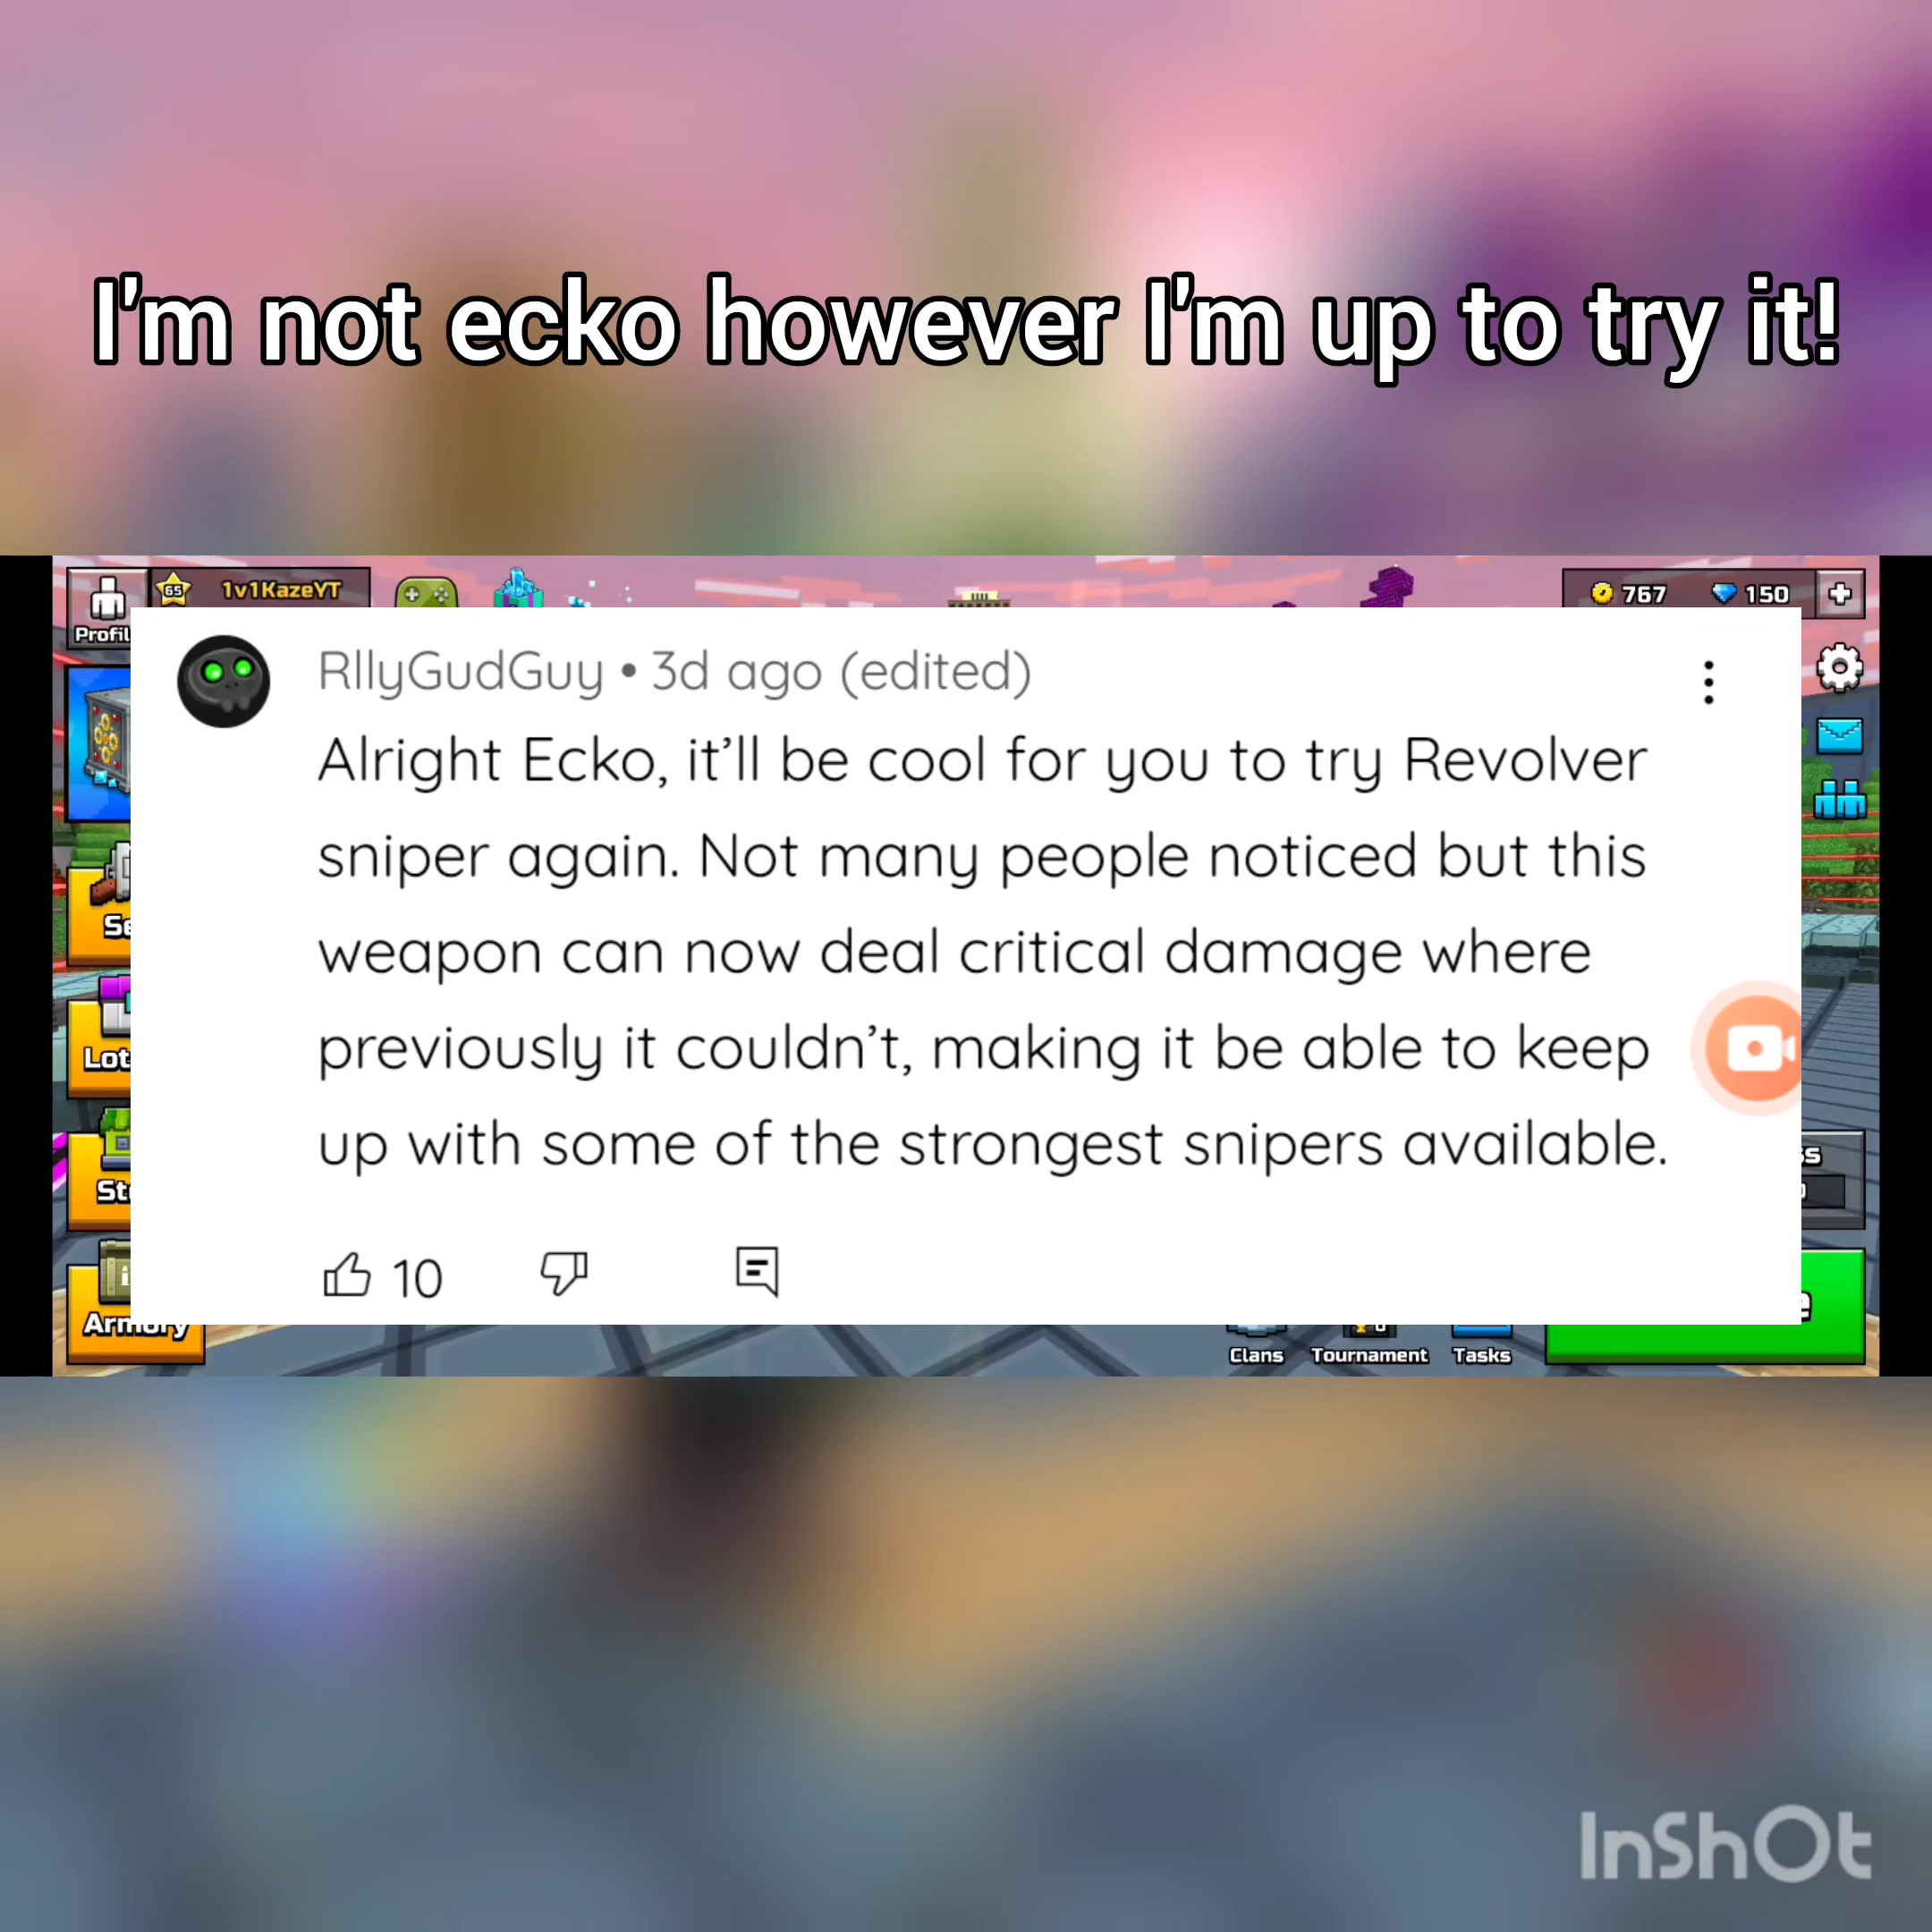 I'm not ecko however I'm up to try it!
65 1v1KazeYT
767 150
RllyGudGuy • 3d ago (edited)
Alright Ecko, it'll be cool for you to try Revolver
sniper again. Not many people noticed but this
weapon can now deal critical damage where
previously it couldn't, making it be able to keep
up with some of the strongest snipers available.
10
Armory
Clans Tournament Tasks
InShOt